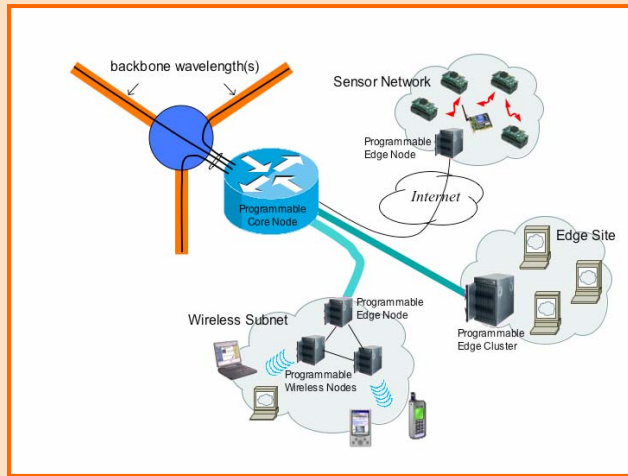 backbone wavelength(s)
Sensor Network
Programmable
Edge Node
Internet
Programmable
Core Node
Edge Site
Programmable
Edge Cluster
Programmable
Edge Node
Wireless Subnet
Programmable
Wireless Nodes